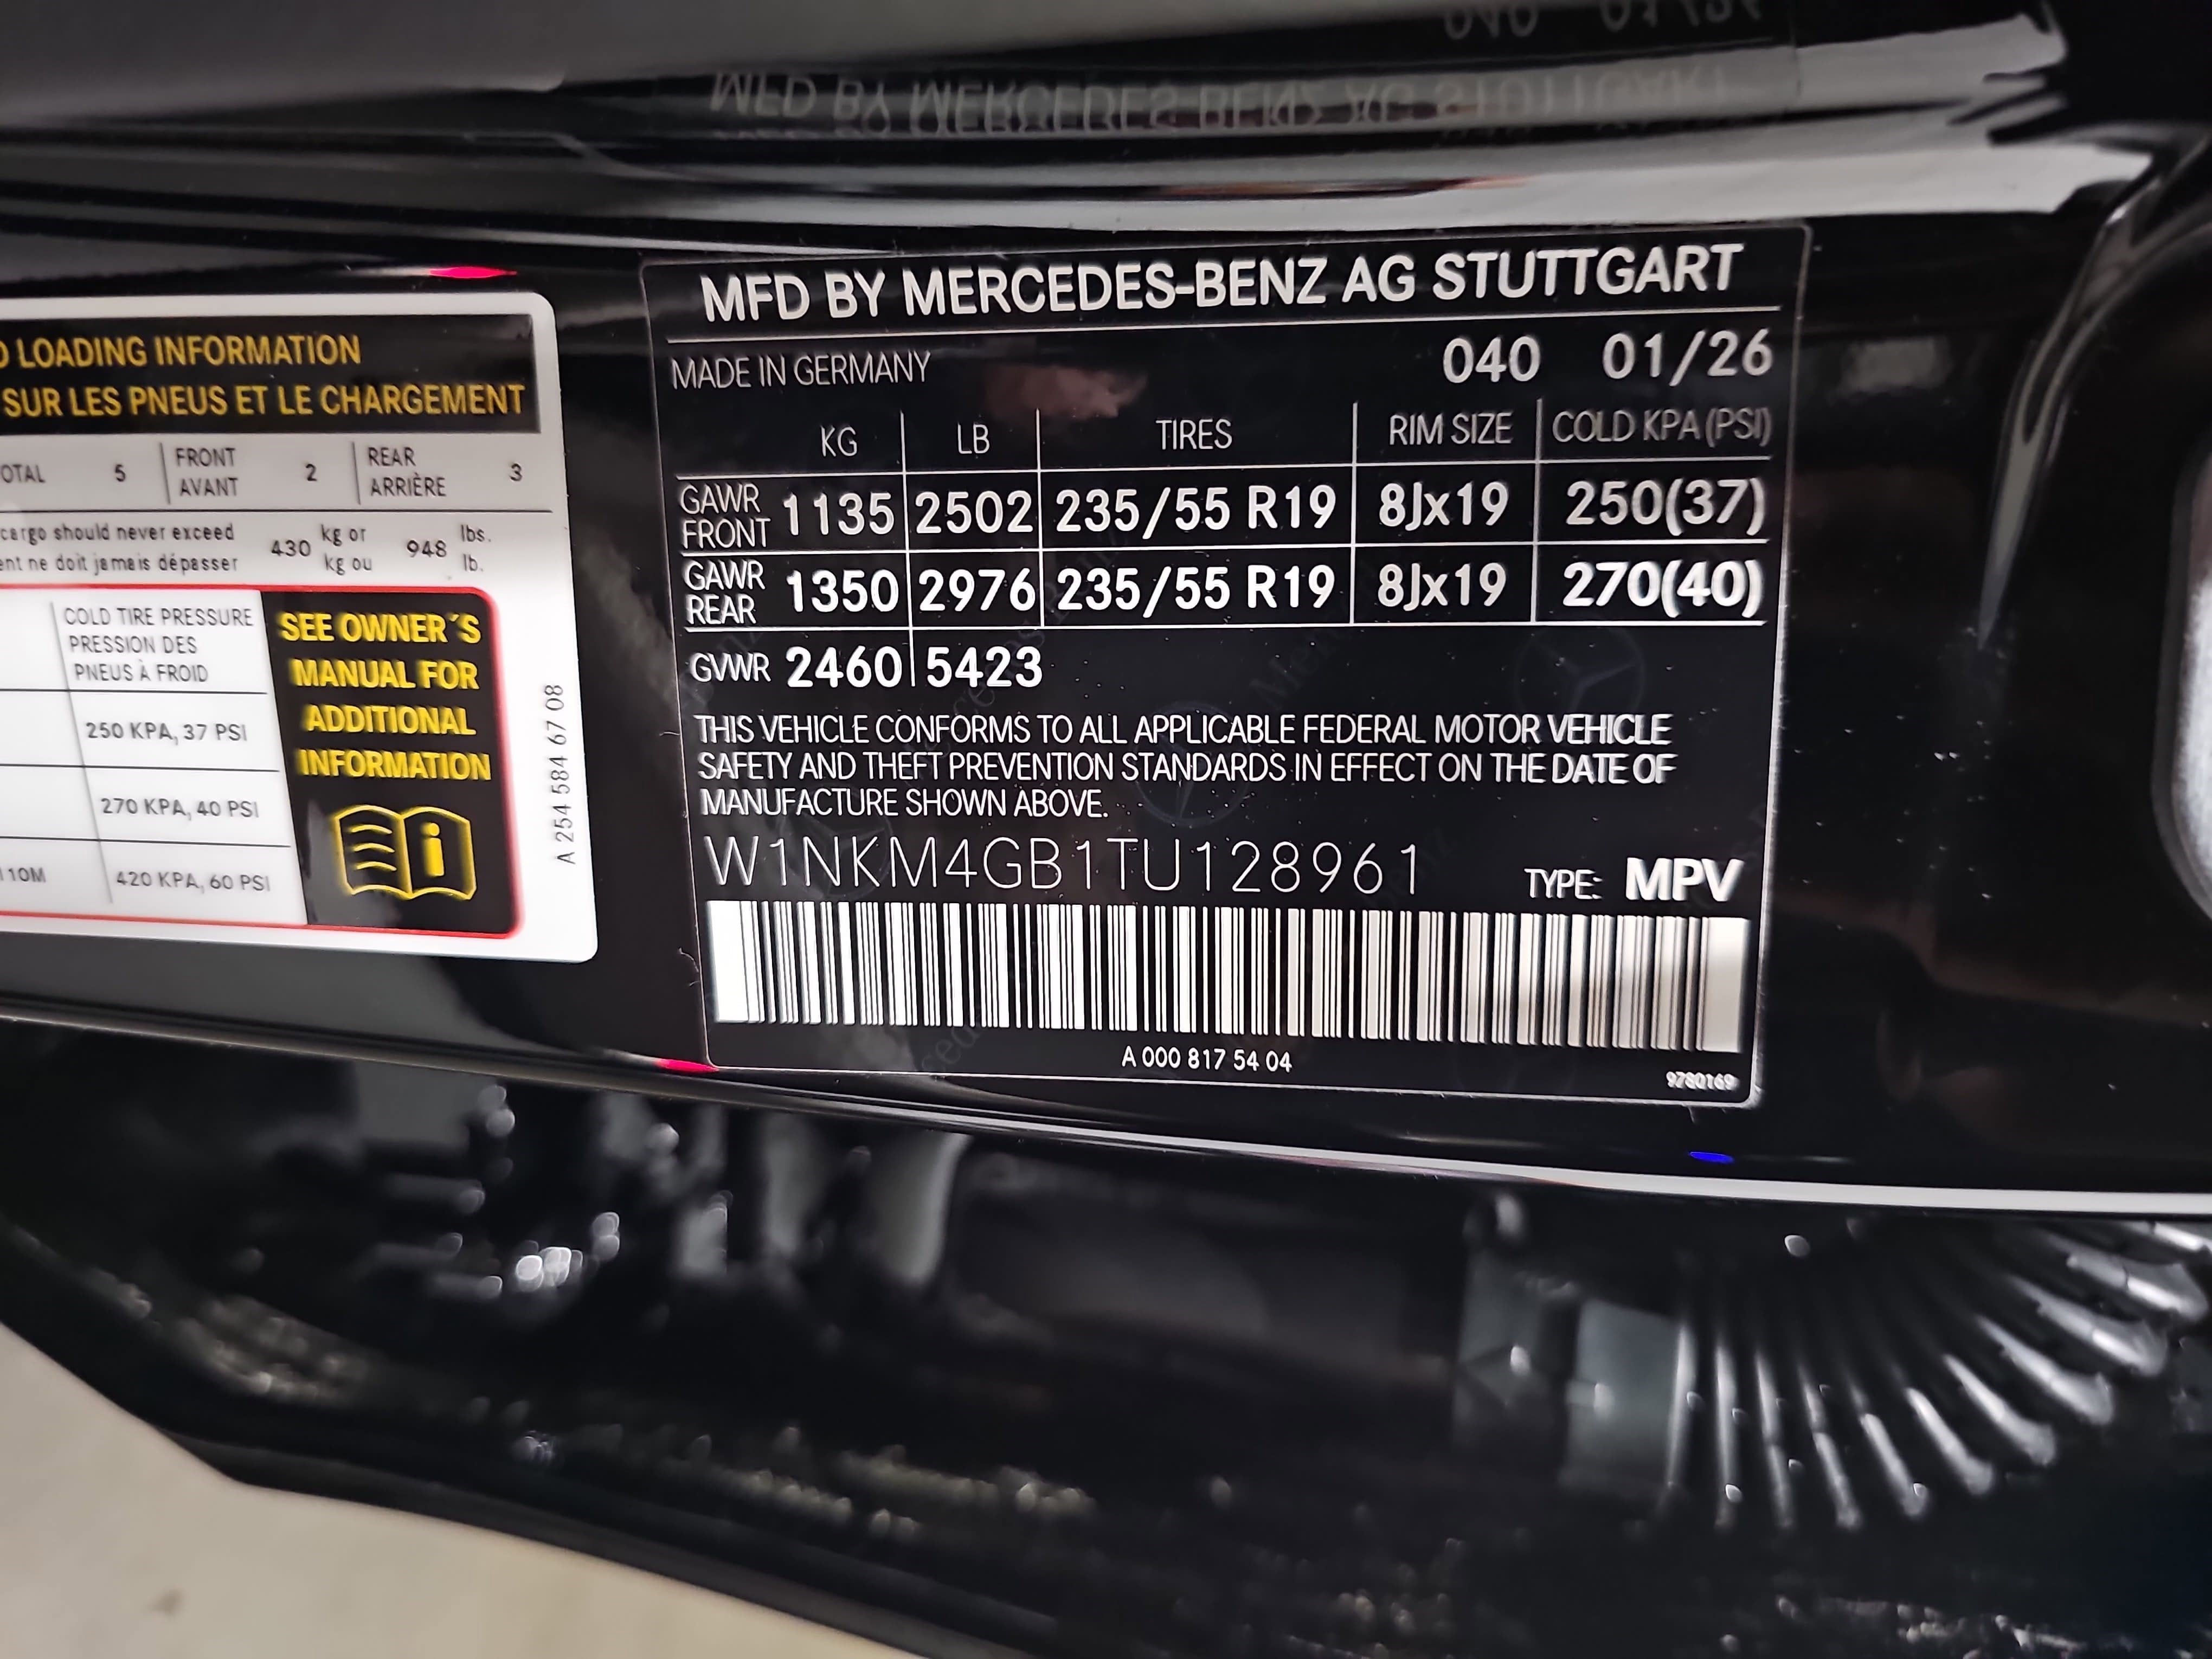 LOADING INFORMATION
SUR LES PNEUS ET LE CHARGEMENT
5 FRONT AVANT 2 REAR ARRIÈRE 3
cargo should never exceed 430 kg or 948 lbs.
ne doit jamais dépasser kg ou lb.
COLD TIRE PRESSURE
PRESSION DES
PNEUS À FROID
250 KPA, 37 PSI
270 KPA, 40 PSI
420 KPA, 60 PSI
SEE OWNER´S
MANUAL FOR
ADDITIONAL
INFORMATION
A 254 584 67 08
MFD BY MERCEDES-BENZ AG STUTTGART
MADE IN GERMANY 040 01/26
KG LB TIRES RIM SIZE COLD KPA (PSI)
GAWR FRONT 1135 2502 235/55 R19 8Jx19 250(37)
GAWR REAR 1350 2976 235/55 R19 8Jx19 270(40)
GVWR 2460 5423
THIS VEHICLE CONFORMS TO ALL APPLICABLE FEDERAL MOTOR VEHICLE
SAFETY AND THEFT PREVENTION STANDARDS IN EFFECT ON THE DATE OF
MANUFACTURE SHOWN ABOVE.
W1NKM4GB1TU128961 TYPE: MPV
A 000 817 54 04
9780169